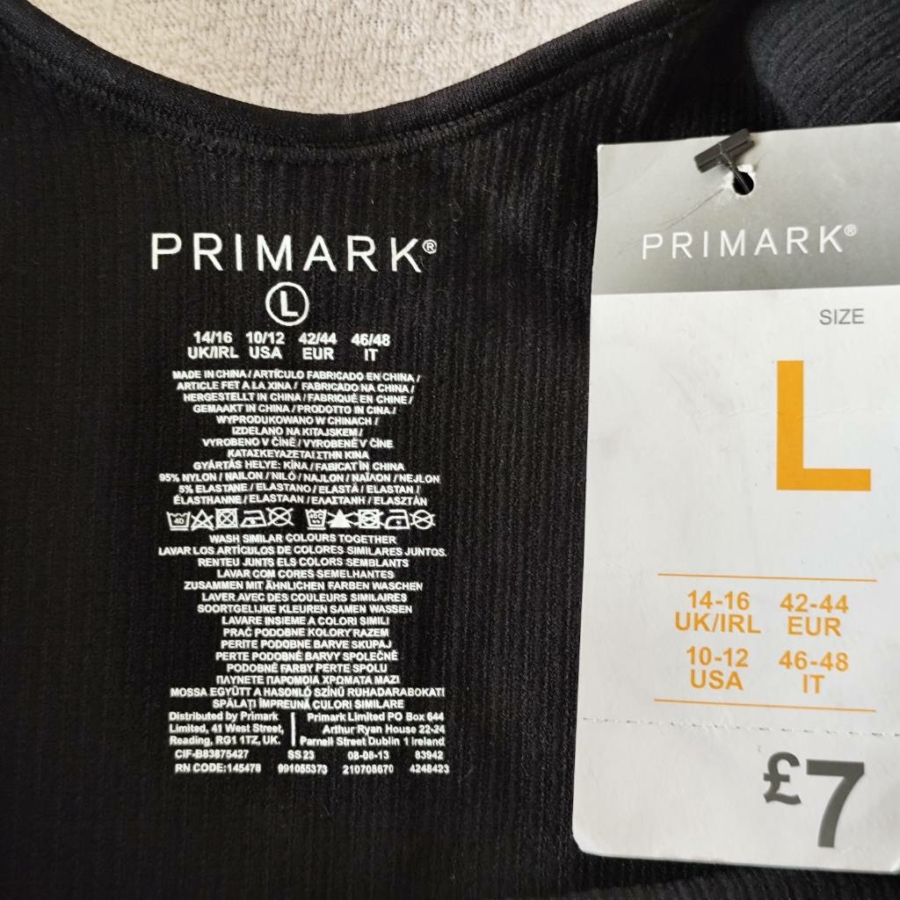 PRIMARK®
L
14/16 10/12 42/44 46/48
UK/IRL USA EUR IT
MADE IN CHINA / ARTÍCULO FABRICADO EN CHINA /
ARTICLE FET A LA XINA / FABRICADO NA CHINA /
HERGESTELLT IN CHINA / FABRIQUÉ EN CHINE /
GEMAAKT IN CHINA / PRODOTTO IN CINA /
WYPRODUKOWANO W CHINACH /
IZDELANO NA KITAJSKEM /
VYROBENO V ČÍNĚ / VYROBENÉ V ČÍNE
ΚΑΤΑΣΚΕΥΑΖΕΤΑΙ ΣΤΗΝ ΚΙΝΑ
GYÁRTÁS HELYE: KÍNA / FABRICAT ÎN CHINA
95% NYLON / NAILON / NILÓ / NAJLON / ΝΑΪΛΟΝ / NEJLON
5% ELASTANE / ELASTANO / ELASTÀ / ELASTAN /
ÉLASTHANNE / ELASTAAN / ΕΛΑΣΤΑΝΗ / ELASZTÁN
40
WASH SIMILAR COLOURS TOGETHER
LAVAR LOS ARTÍCULOS DE COLORES SIMILARES JUNTOS.
RENTEU JUNTS ELS COLORS SEMBLANTS
LAVAR COM CORES SEMELHANTES
ZUSAMMEN MIT ÄHNLICHEN FARBEN WASCHEN
LAVER AVEC DES COULEURS SIMILAIRES
SOORTGELIJKE KLEUREN SAMEN WASSEN
LAVARE INSIEME A COLORI SIMILI
PRAĆ PODOBNE KOLORY RAZEM
PERITE PODOBNE BARVE SKUPAJ
PERTE PODOBNÉ BARVY SPOLEČNĚ
PODOBNÉ FARBY PERTE SPOLU
ΠΛΥΝΕΤΕ ΠΑΡΟΜΟΙΑ ΧΡΩΜΑΤΑ ΜΑΖΙ
MOSSA EGYÜTT A HASONLÓ SZÍNŰ RUHADARABOKAT!
SPĂLAȚI ÎMPREUNĂ CULORI SIMILARE
Distributed by Primark
Limited, 41 West Street,
Reading, RG1 1TZ, UK.
Primark Limited PO Box 644
Arthur Ryan House 22-24
Parnell Street Dublin 1 Ireland
CIF-B83875427 SS 23 08-08-13 83942
RN CODE:145478 991055373 210708670 4248423
PRIMARK®
SIZE
L
14-16 42-44
UK/IRL EUR
10-12 46-48
USA IT
£7